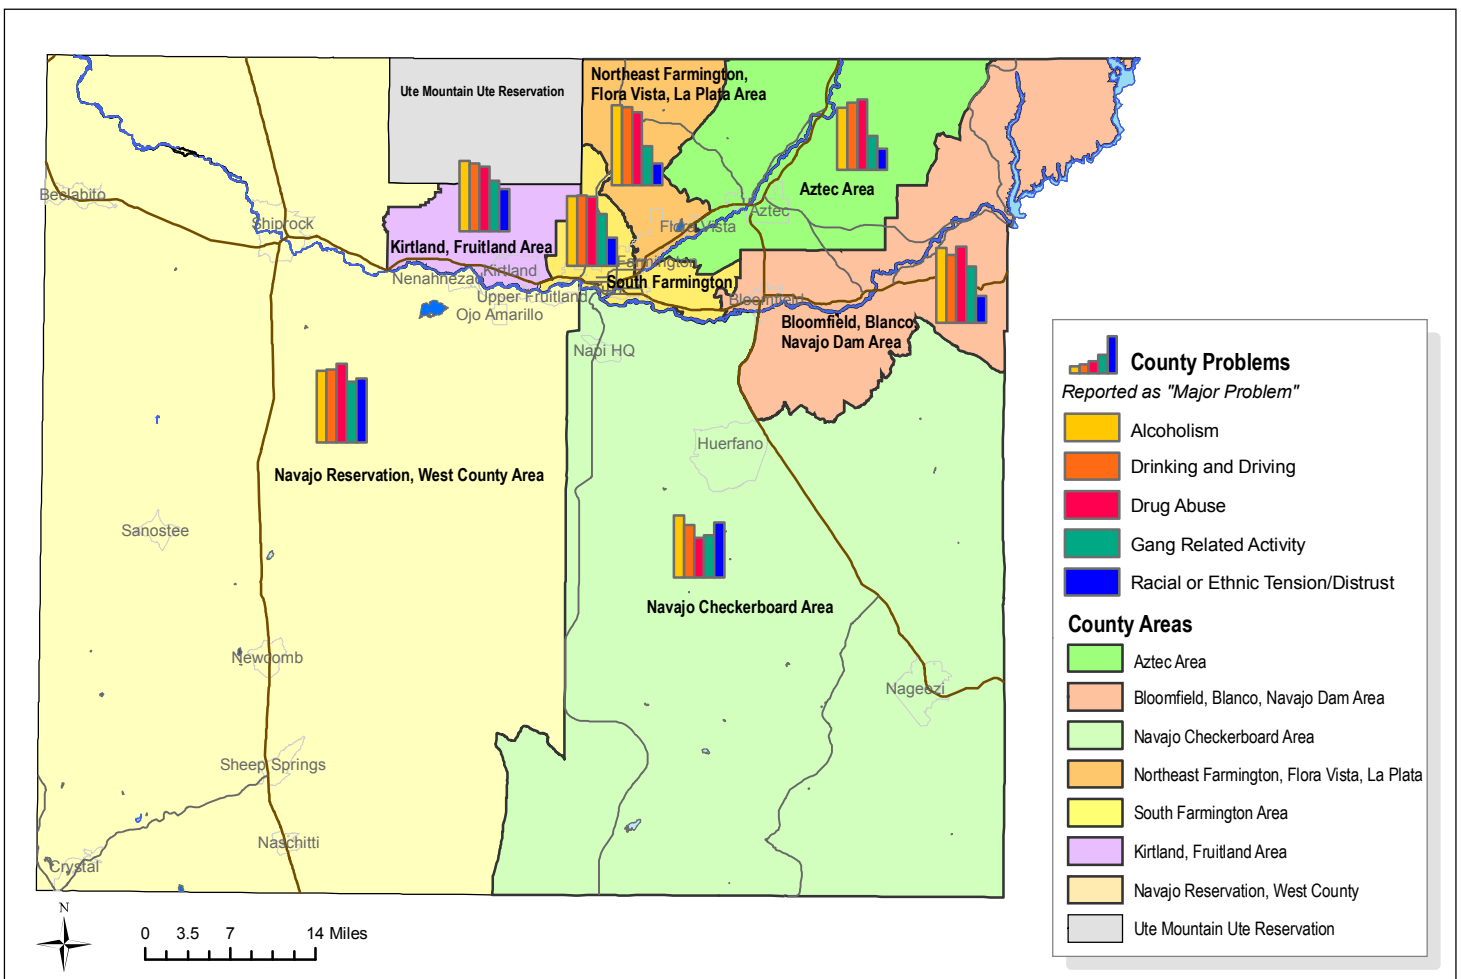 Northeast Farmington,
Flora Vista, La Plata Area
Ute Mountain Ute Reservation
Aztec Area
Beclabito
Shiprock
Aztec
Flora Vista
Kirtland, Fruitland Area
Farmington
Kirtland
Nenahnezad
South Farmington
Upper Fruitland
Bloomfield
Ojo Amarillo
Bloomfield, Blanco,
Navajo Dam Area
Napi HQ
Huerfano
Navajo Reservation, West County Area
Sanostee
Navajo Checkerboard Area
Newcomb
Nageezi
Sheep Springs
Naschitti
Crystal
N
0 3.5 7 14 Miles
County Problems
Reported as "Major Problem"
Alcoholism
Drinking and Driving
Drug Abuse
Gang Related Activity
Racial or Ethnic Tension/Distrust
County Areas
Aztec Area
Bloomfield, Blanco, Navajo Dam Area
Navajo Checkerboard Area
Northeast Farmington, Flora Vista, La Plata
South Farmington Area
Kirtland, Fruitland Area
Navajo Reservation, West County
Ute Mountain Ute Reservation